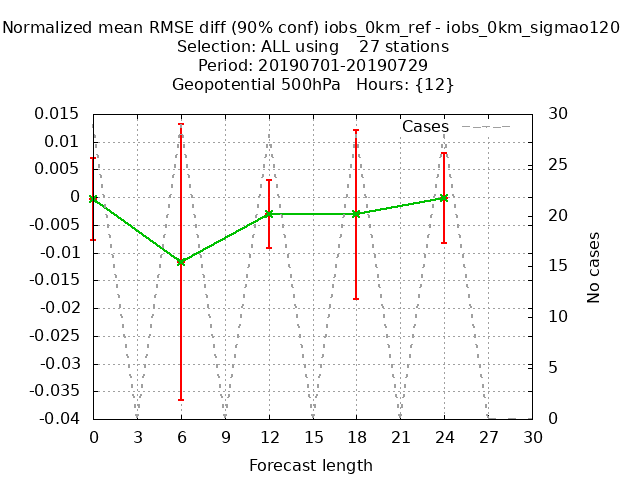 Normalized mean RMSE diff (90% conf) iobs_0km_ref - iobs_0km_sigmao120
Selection: ALL using    27 stations
Period: 20190701-20190729
Geopotential 500hPa   Hours: {12}
Cases
0.015
0.01
0.005
0
-0.005
-0.01
-0.015
-0.02
-0.025
-0.03
-0.035
-0.04
30
25
20
15
10
5
0
No cases
0 3 6 9 12 15 18 21 24 27 30
Forecast length